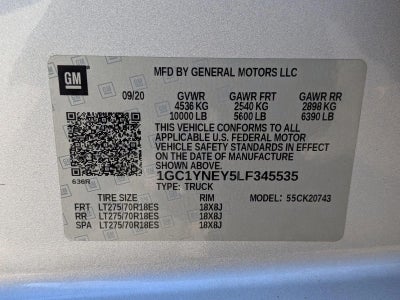 GM
MFD BY GENERAL MOTORS LLC
09/20 GVWR GAWR FRT GAWR RR
4536 KG 2540 KG 2898 KG
10000 LB 5600 LB 6390 LB
THIS VEHICLE CONFORMS TO ALL
APPLICABLE U.S. FEDERAL MOTOR
VEHICLE SAFETY STANDARDS IN EFFECT
ON THE DATE OF MANUFACTURE
SHOWN ABOVE.
636R 1GC1YNEY5LF345535
TYPE: TRUCK MODEL: 55CK20743
TIRE SIZE RIM
FRT LT275/70R18ES 18X8J
RR LT275/70R18ES 18X8J
SPA LT275/70R18ES 18X8J